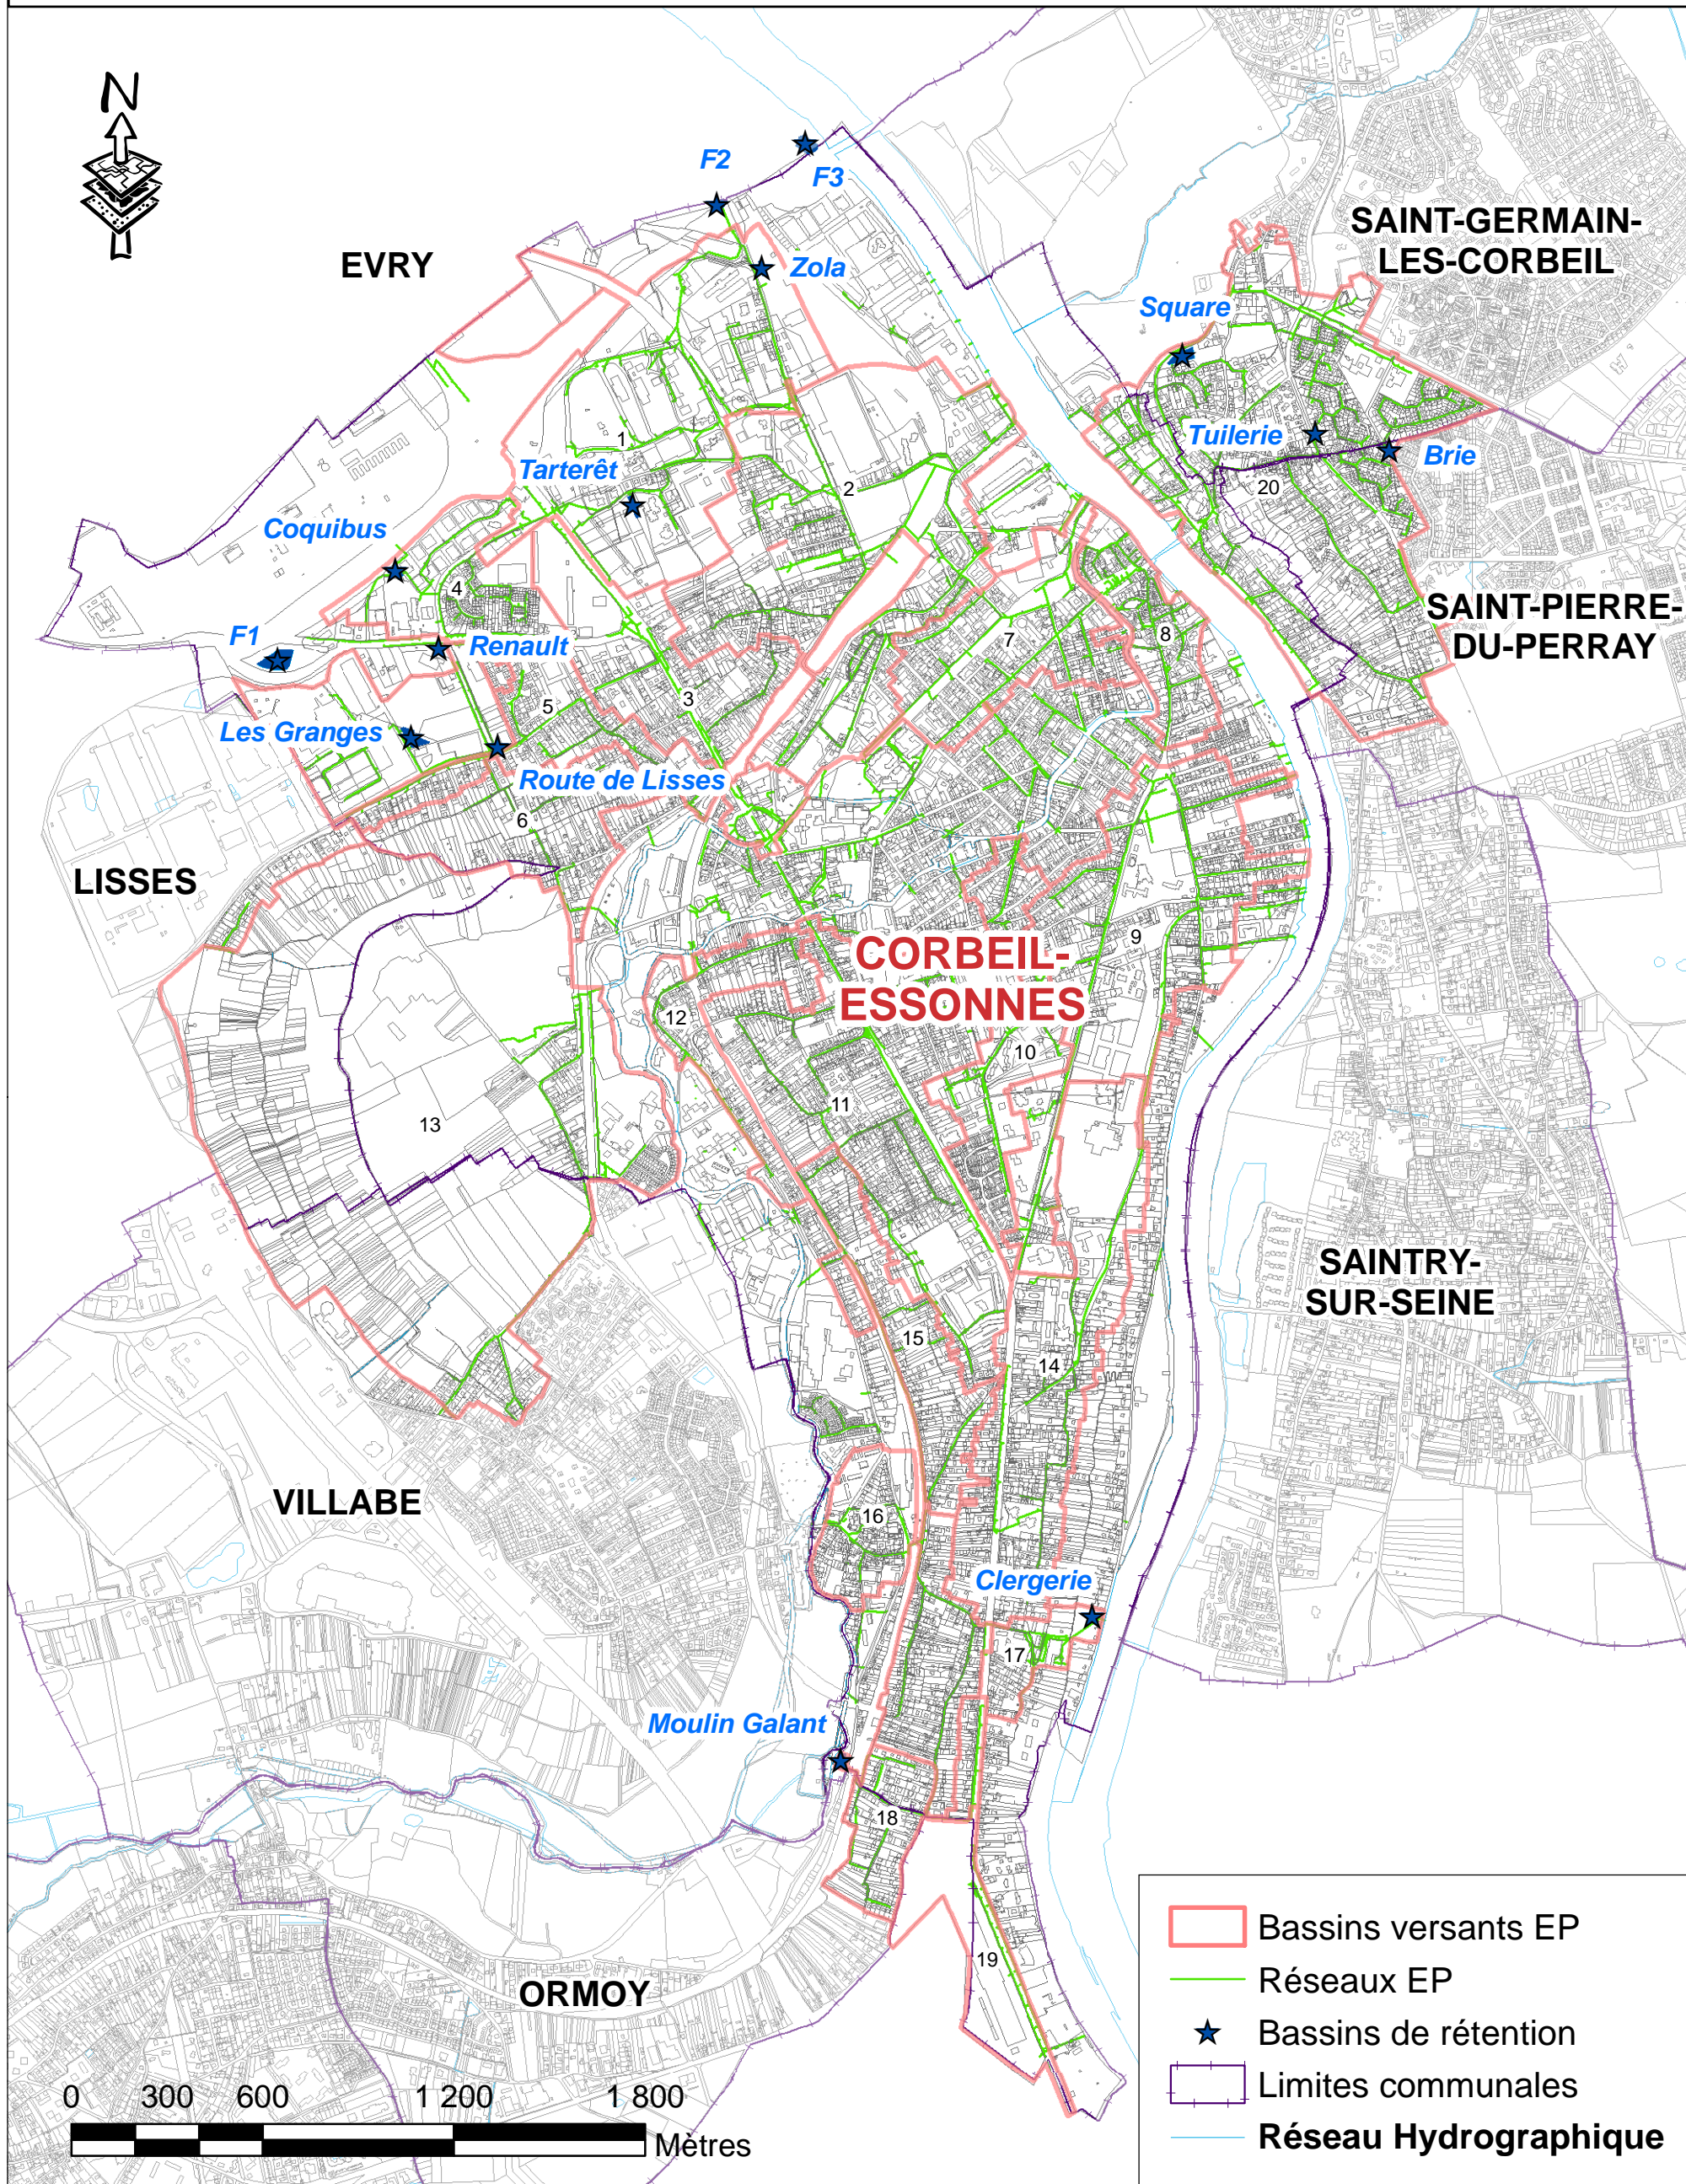 N
F2
F3
EVRY
SAINT-GERMAIN-
LES-CORBEIL
Zola
Square
1
Tuilerie
Brie
Tarterêt
2
20
Coquibus
4
SAINT-PIERRE-
DU-PERRAY
F1
Renault
7
8
3
5
Les Granges
Route de Lisses
6
LISSES
9
CORBEIL-
ESSONNES
12
10
11
13
SAINTRY-
SUR-SEINE
15
14
VILLABE
16
Clergerie
17
Moulin Galant
18
19
ORMOY
Bassins versants EP
Réseaux EP
Bassins de rétention
Limites communales
Réseau Hydrographique
0 300 600 1 200 1 800
Mètres